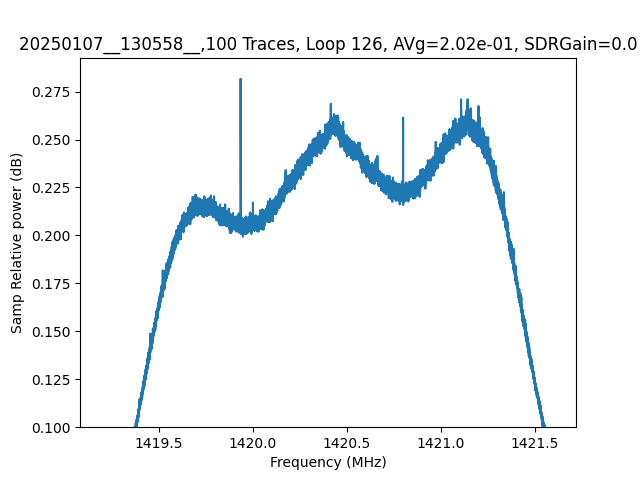 20250107__130558__,100 Traces, Loop 126, AVg=2.02e-01, SDRGain=0.0
0.275
0.250
0.225
0.200
0.175
0.150
0.125
0.100
Samp Relative power (dB)
1419.5 1420.0 1420.5 1421.0 1421.5
Frequency (MHz)